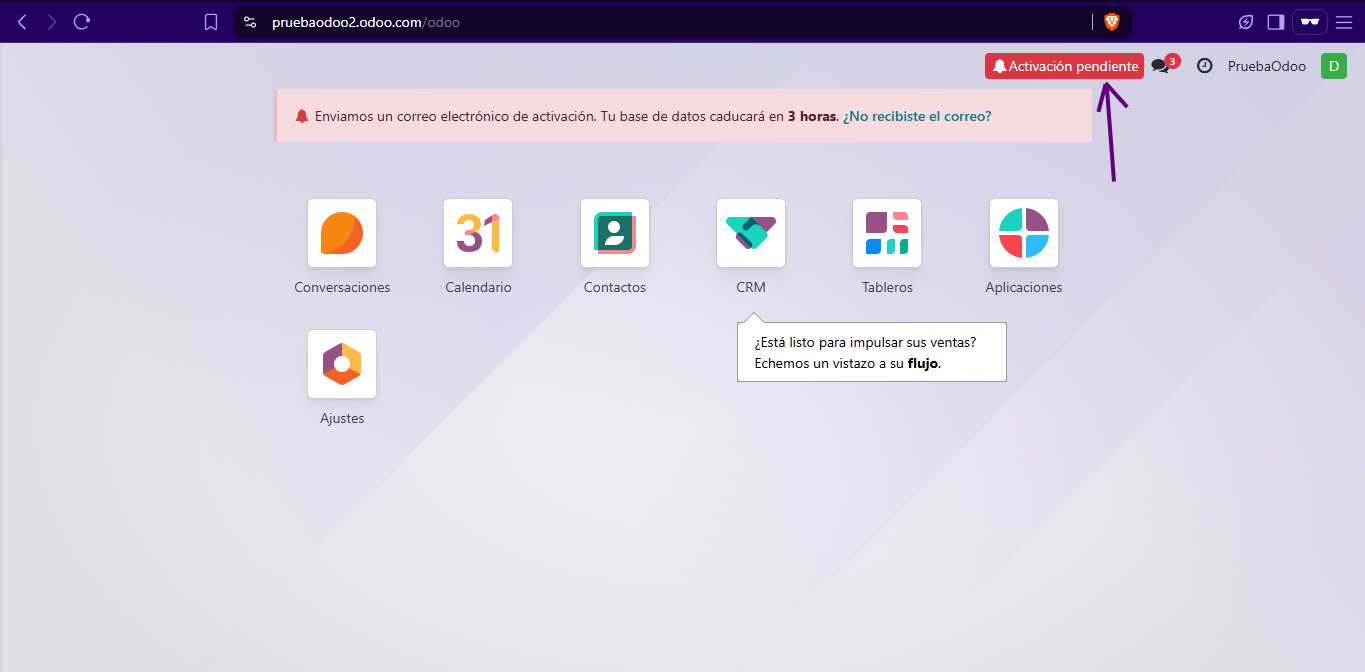 pruebaodoo2.odoo.com/odoo
Activación pendiente 3 PruebaOdoo D
Enviamos un correo electrónico de activación. Tu base de datos caducará en 3 horas. ¿No recibiste el correo?
31
Conversaciones Calendario Contactos CRM Tableros Aplicaciones
¿Está listo para impulsar sus ventas?
Echemos un vistazo a su flujo.
Ajustes